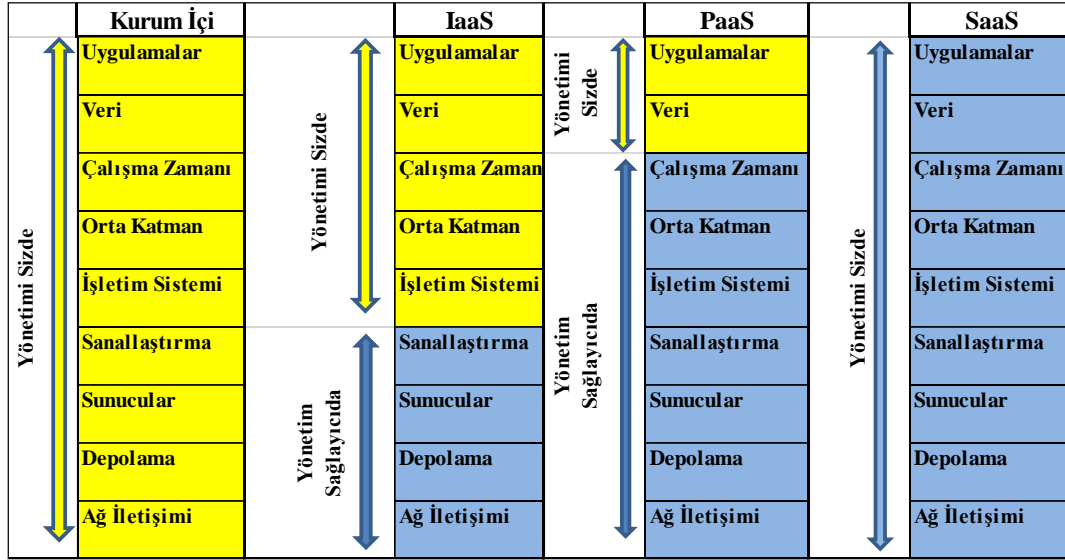 Kurum İçi
IaaS
PaaS
SaaS
Yönetimi Sizde
Uygulamalar
Veri
Çalışma Zamanı
Orta Katman
İşletim Sistemi
Sanallaştırma
Sunucular
Depolama
Ağ İletişimi
Yönetimi Sizde
Yönetim
Sağlayıcıda
Uygulamalar
Veri
Çalışma Zaman
Orta Katman
İşletim Sistemi
Sanallaştırma
Sunucular
Depolama
Ağ İletişimi
Yönetimi
Sizde
Yönetim
Sağlayıcıda
Uygulamalar
Veri
Çalışma Zamanı
Orta Katman
İşletim Sistemi
Sanallaştırma
Sunucular
Depolama
Ağ İletişimi
Yönetimi Sizde
Uygulamalar
Veri
Çalışma Zamanı
Orta Katman
İşletim Sistemi
Sanallaştırma
Sunucular
Depolama
Ağ İletişimi